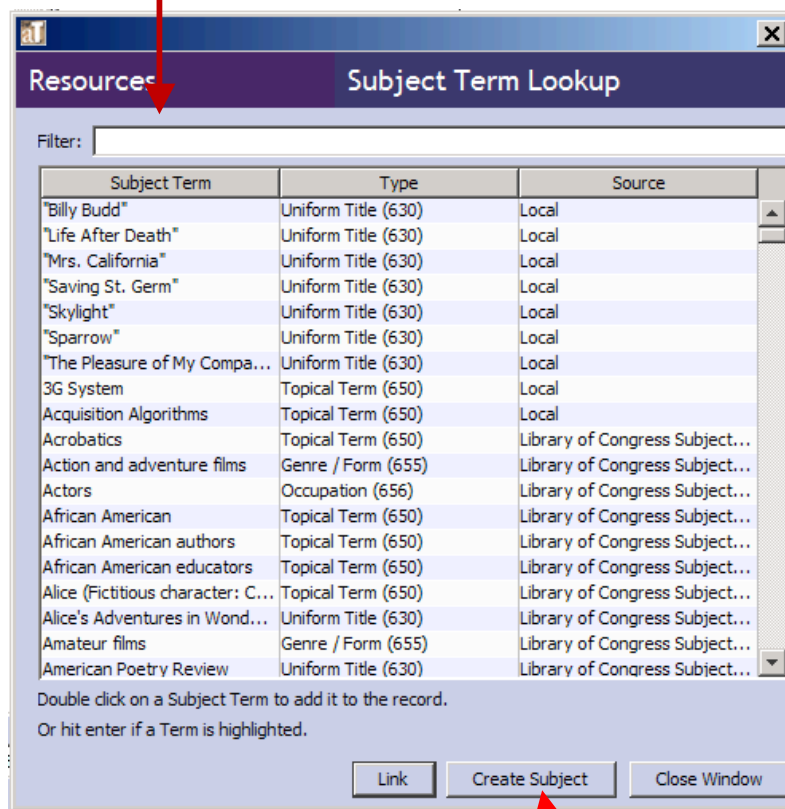 aT
Resources Subject Term Lookup
Filter:
Subject Term Type Source
"Billy Budd" Uniform Title (630) Local
"Life After Death" Uniform Title (630) Local
"Mrs. California" Uniform Title (630) Local
"Saving St. Germ" Uniform Title (630) Local
"Skylight" Uniform Title (630) Local
"Sparrow" Uniform Title (630) Local
"The Pleasure of My Compa... Uniform Title (630) Local
3G System Topical Term (650) Local
Acquisition Algorithms Topical Term (650) Local
Acrobatics Topical Term (650) Library of Congress Subject...
Action and adventure films Genre / Form (655) Library of Congress Subject...
Actors Occupation (656) Library of Congress Subject...
African American Topical Term (650) Library of Congress Subject...
African American authors Topical Term (650) Library of Congress Subject...
African American educators Topical Term (650) Library of Congress Subject...
Alice (Fictitious character: C... Topical Term (650) Library of Congress Subject...
Alice's Adventures in Wond... Uniform Title (630) Library of Congress Subject...
Amateur films Genre / Form (655) Library of Congress Subject...
American Poetry Review Uniform Title (630) Library of Congress Subject...
Double click on a Subject Term to add it to the record.
Or hit enter if a Term is highlighted.
Link Create Subject Close Window